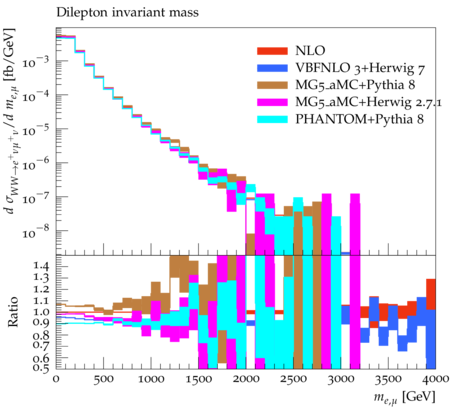 Dilepton invariant mass
d σ_{WW→e⁺νμ⁺ν}/d m_{e,μ} [fb/GeV]
NLO
VBFNLO 3+Herwig 7
MG5_aMC+Pythia 8
MG5_aMC+Herwig 2.7.1
PHANTOM+Pythia 8
10⁻³
10⁻⁴
10⁻⁵
10⁻⁶
10⁻⁷
10⁻⁸
Ratio
1.4
1.3
1.2
1.1
1.0
0.9
0.8
0.7
0.6
0.5
0 500 1000 1500 2000 2500 3000 3500 4000
m_{e,μ} [GeV]